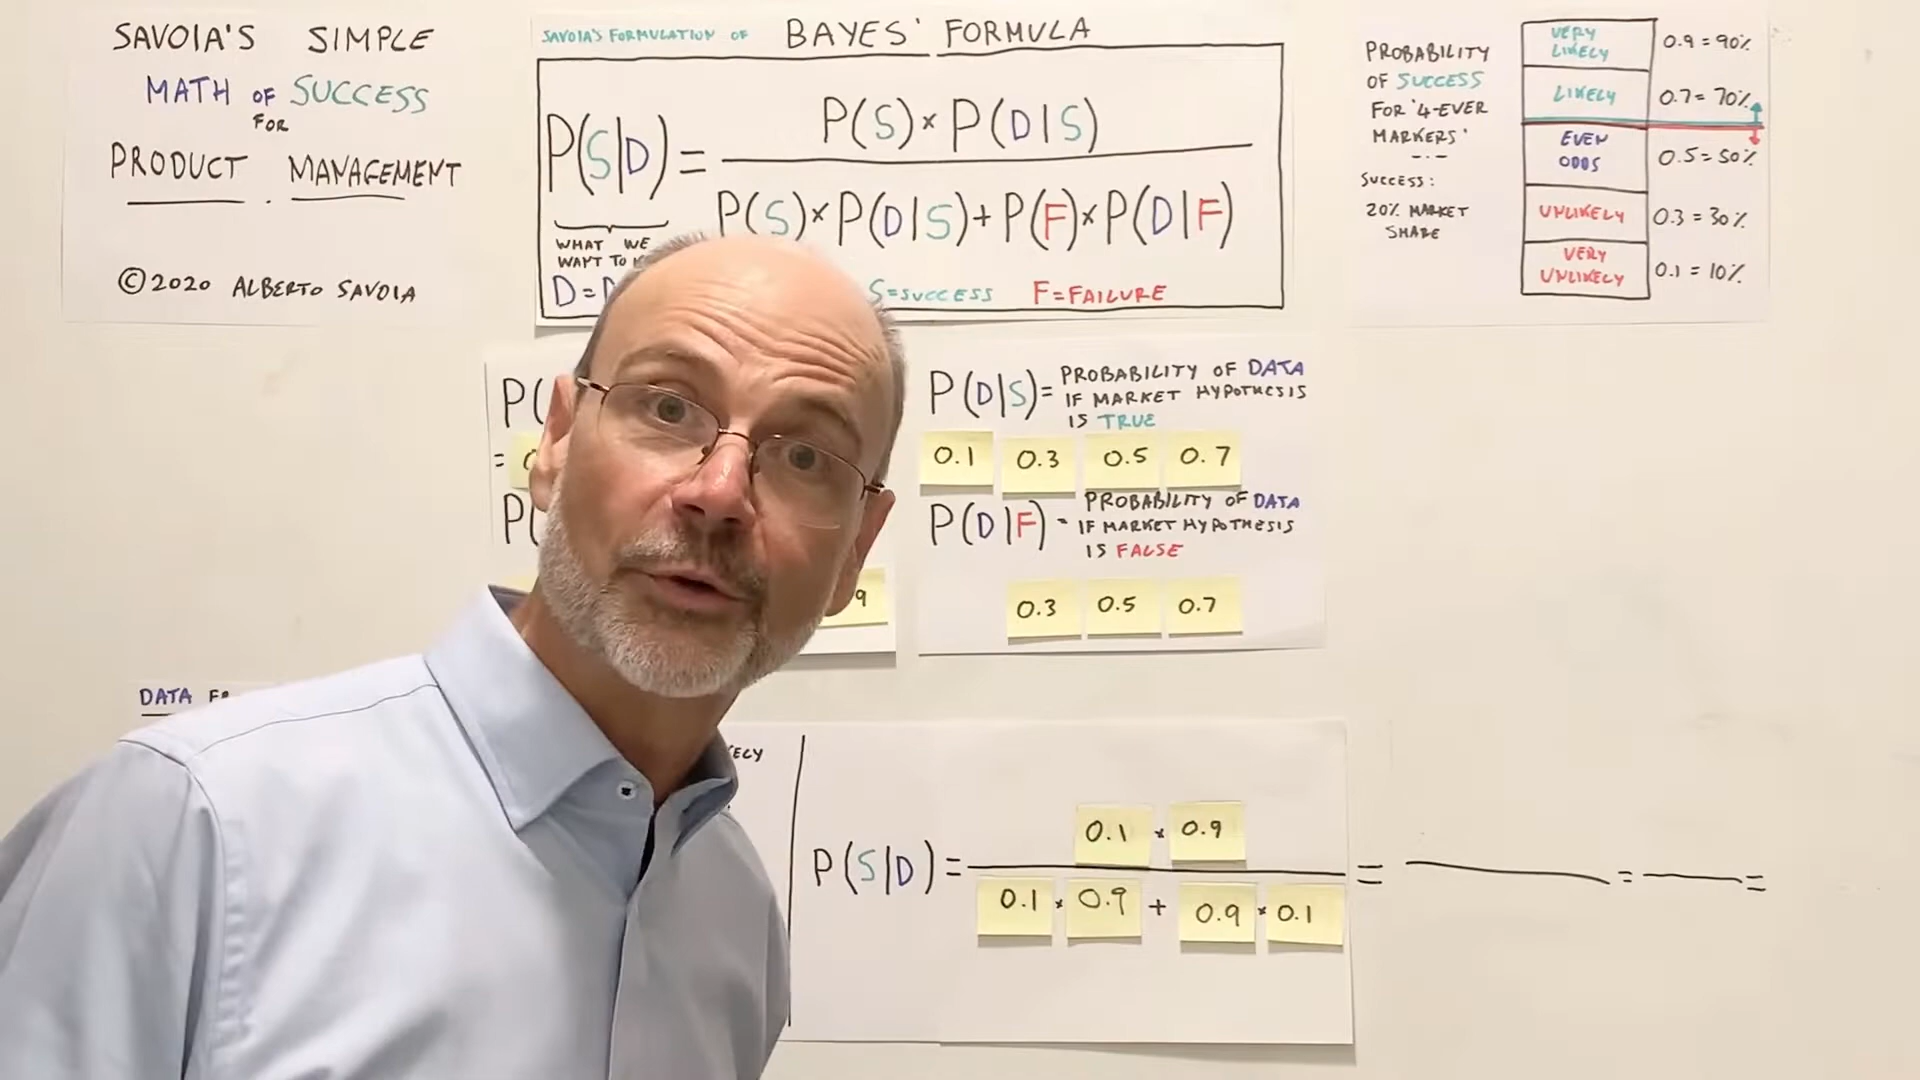 SAVOIA'S SIMPLE
MATH OF SUCCESS
FOR
PRODUCT MANAGEMENT
©2020 ALBERTO SAVOIA
SAVOIA'S FORMULATION OF BAYES' FORMULA
P(S|D) =
P(S) × P(D|S)
P(S) × P(D|S) + P(F) × P(D|F)
WHAT WE
WANT TO
D =
S=SUCCESS F=FAILURE
PROBABILITY
OF SUCCESS
FOR '4-EVER
MARKERS'
SUCCESS:
20% MARKET
SHARE
VERY
LIKELY
0.9 = 90%
LIKELY
0.7 = 70%
EVEN
ODDS
0.5 = 50%
UNLIKELY
0.3 = 30%
VERY
UNLIKELY
0.1 = 10%
P(
=
P(
9
P(D|S) = PROBABILITY OF DATA
IF MARKET HYPOTHESIS
IS TRUE
0.1 0.3 0.5 0.7
P(D|F) - PROBABILITY OF DATA
IF MARKET HYPOTHESIS
IS FALSE
0.3 0.5 0.7
DATA
P(S|D) =
0.1 × 0.9
0.1 × 0.9 + 0.9 × 0.1
= = =